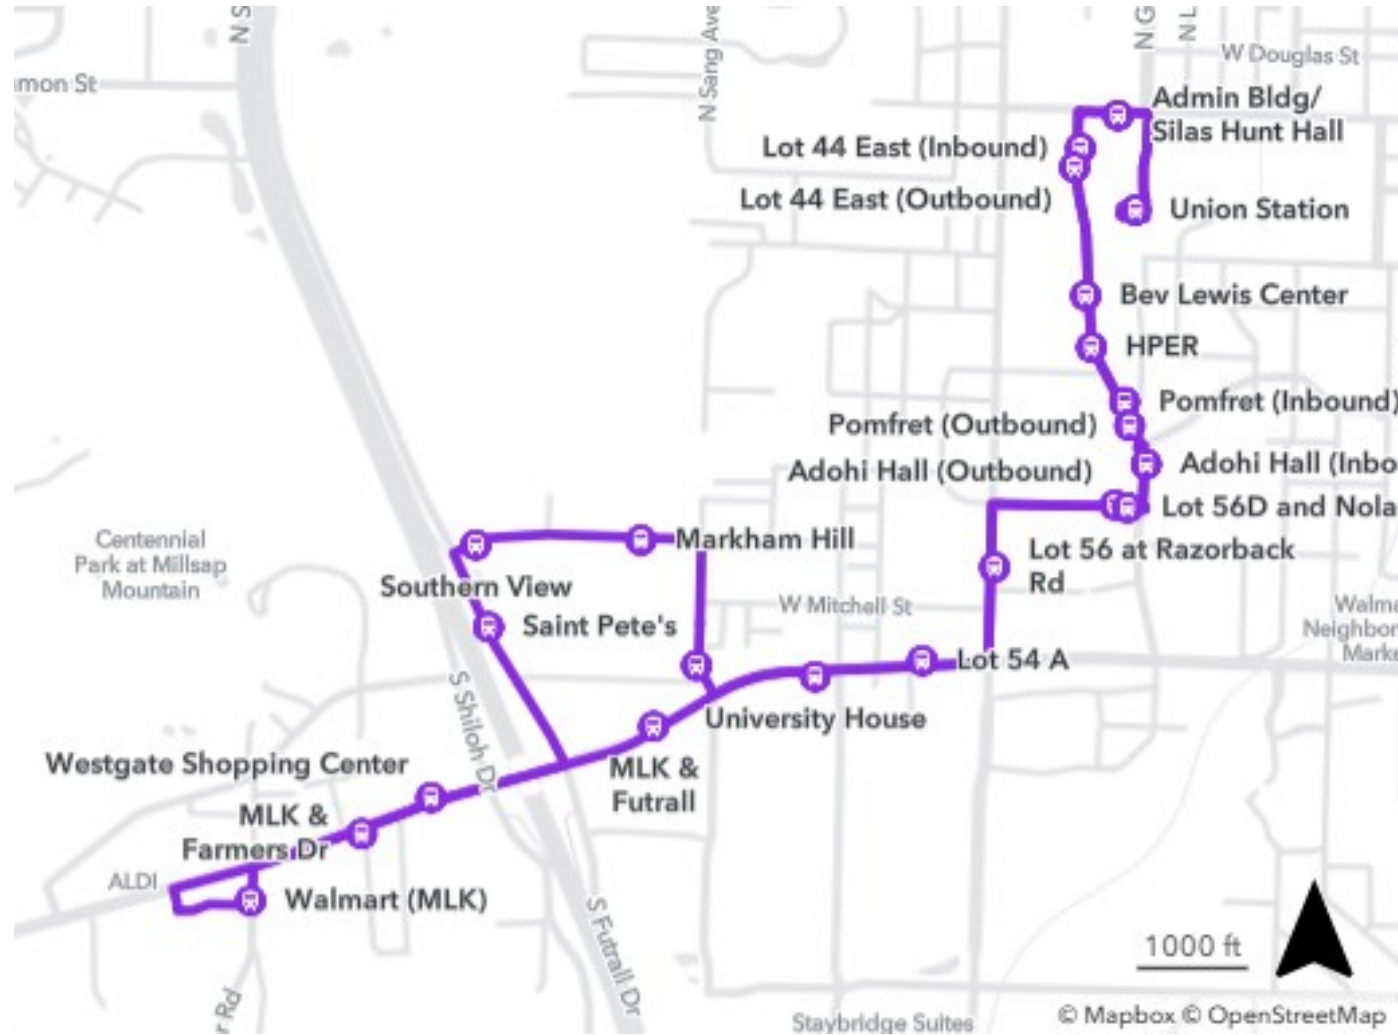 N S
N Sang Ave
N G
N L
W Douglas St
mon St
Admin Bldg/
Silas Hunt Hall
Lot 44 East (Inbound)
Lot 44 East (Outbound)
Union Station
Bev Lewis Center
HPER
Pomfret (Inbound)
Pomfret (Outbound)
Adohi Hall (Inbo
Adohi Hall (Outbound)
Lot 56D and Nola
Centennial
Park at Millsap
Mountain
Markham Hill
Lot 56 at Razorback
Rd
Southern View
W Mitchell St
Walma
Neighbor
Marke
Saint Pete's
Lot 54 A
S Shiloh Dr
University House
Westgate Shopping Center
MLK &
Futrall
MLK &
Farmers Dr
ALDI
Walmart (MLK)
S Futrall Dr
1000 ft
r Rd
Staybridge Suites
© Mapbox © OpenStreetMap